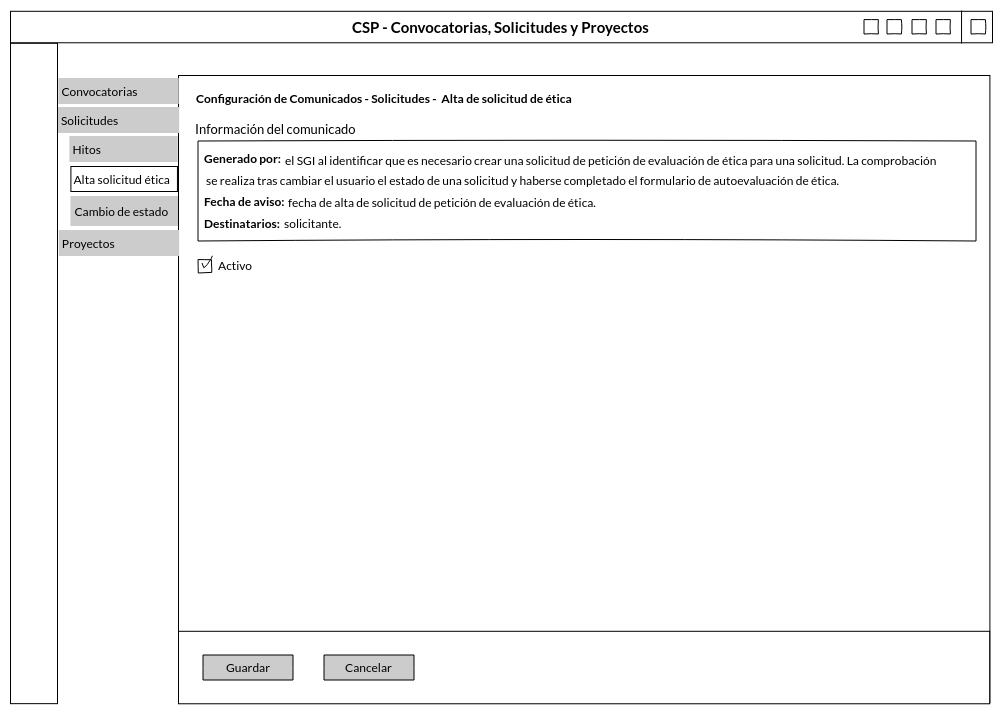 CSP - Convocatorias, Solicitudes y Proyectos
Convocatorias
Solicitudes
Hitos
Alta solicitud ética
Cambio de estado
Proyectos
Configuración de Comunicados - Solicitudes - Alta de solicitud de ética
Información del comunicado
Generado por: el SGI al identificar que es necesario crear una solicitud de petición de evaluación de ética para una solicitud. La comprobación
se realiza tras cambiar el usuario el estado de una solicitud y haberse completado el formulario de autoevaluación de ética.
Fecha de aviso: fecha de alta de solicitud de petición de evaluación de ética.
Destinatarios: solicitante.
Activo
Guardar
Cancelar